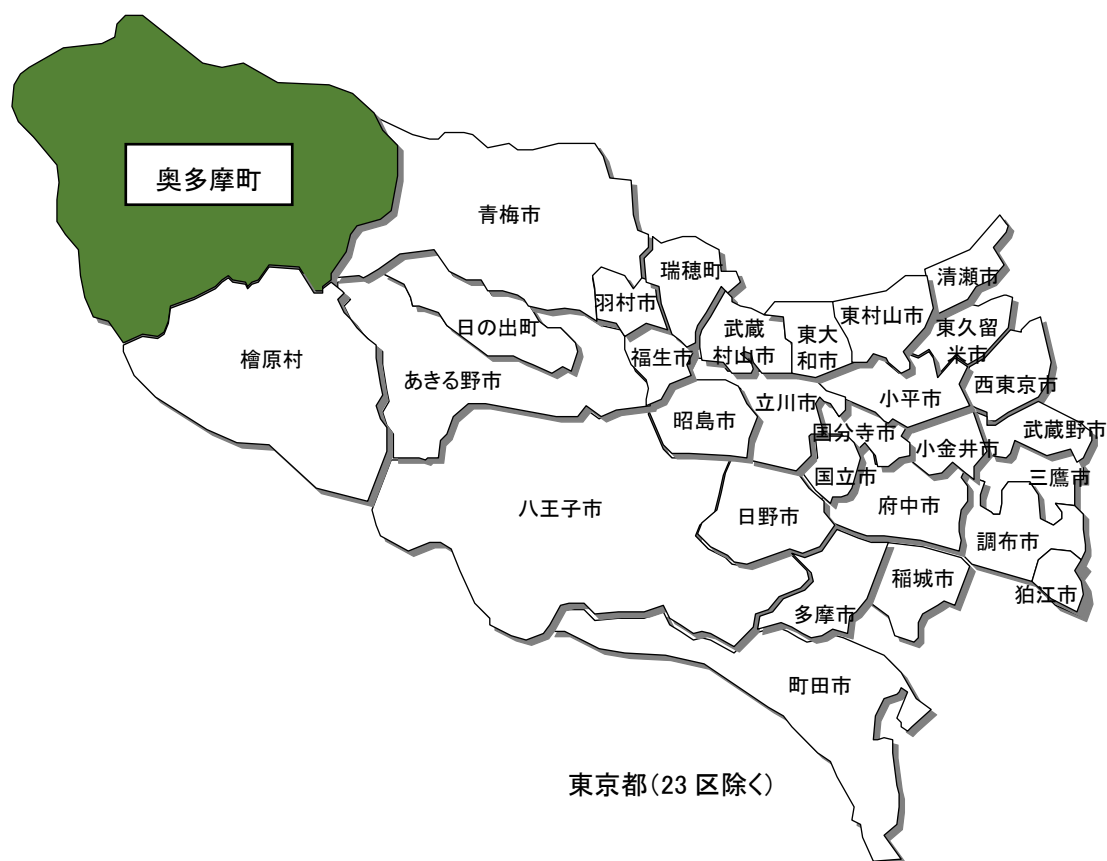 奥多摩町
青梅市
瑞穂町
羽村市
清瀬市
東村山市
武蔵
村山市
東大
和市
東久留
米市
日の出町
檜原村
あきる野市
福生市
西東京市
小平市
立川市
昭島市
国分寺市
小金井市
武蔵野市
三鷹市
国立市
八王子市
日野市
府中市
調布市
稲城市
狛江市
多摩市
町田市
東京都(23 区除く)